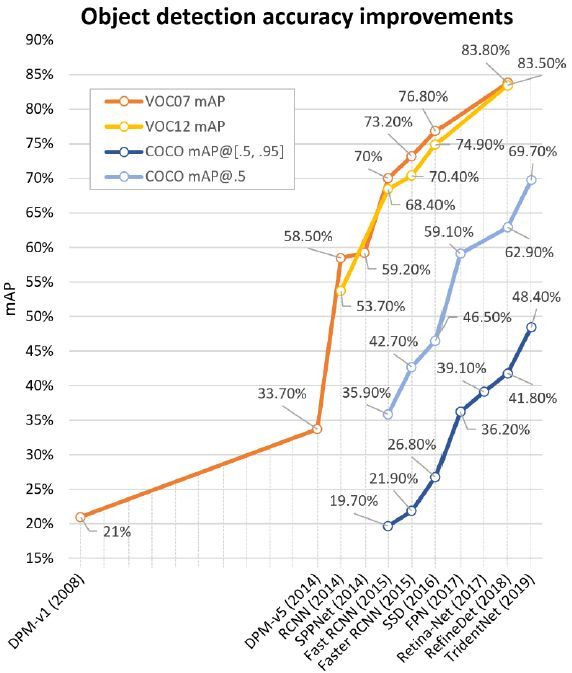 Object detection accuracy improvements
90%
85%
80%
75%
70%
65%
60%
55%
50%
45%
40%
35%
30%
25%
20%
15%
mAP
VOC07 mAP
VOC12 mAP
COCO mAP@[.5, .95]
COCO mAP@.5
83.80%
83.50%
76.80%
73.20%
74.90%
69.70%
70%
70.40%
68.40%
59.10%
58.50%
62.90%
59.20%
53.70%
48.40%
46.50%
42.70%
39.10%
41.80%
35.90%
33.70%
36.20%
26.80%
21.90%
19.70%
21%
DPM-v1 (2008)
DPM-v5 (2014)
RCNN (2014)
SPPNet (2014)
Fast RCNN (2015)
Faster RCNN (2015)
SSD (2016)
FPN (2017)
Retina-Net (2017)
RefineDet (2018)
TridentNet (2019)